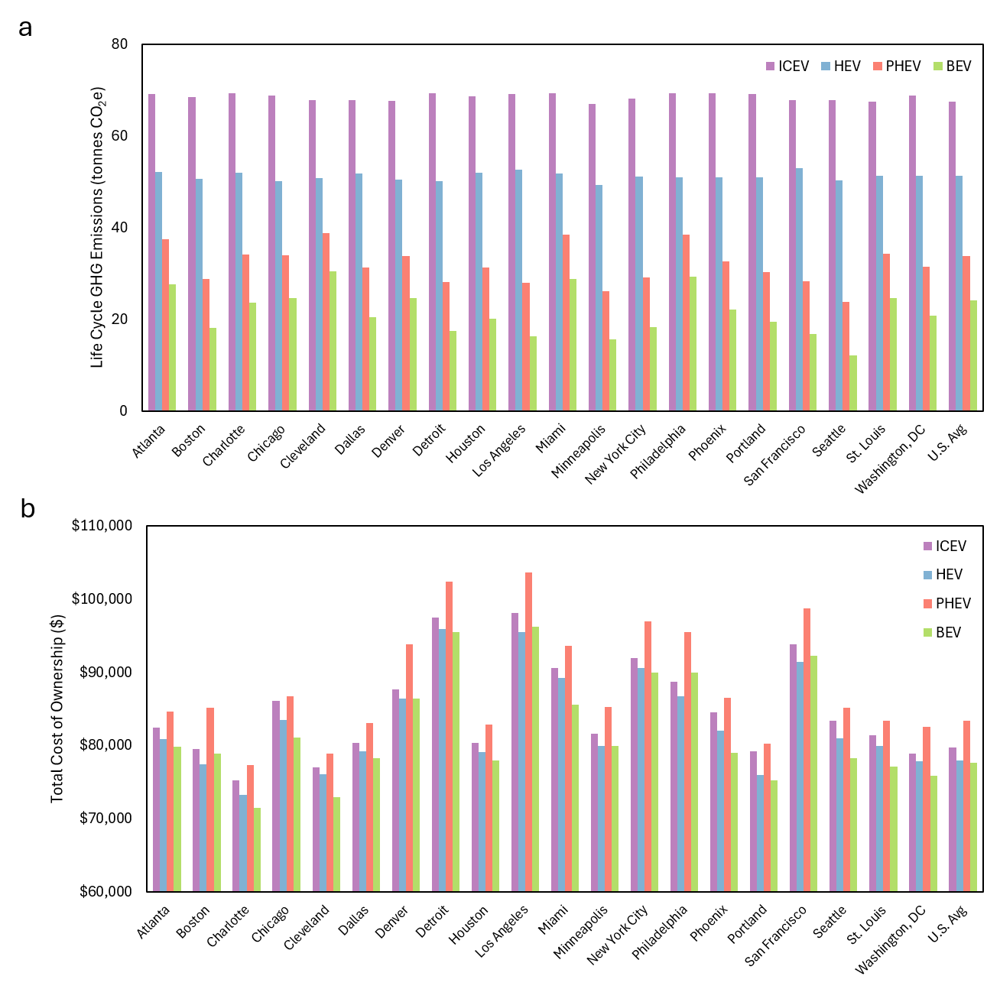 a
Life Cycle GHG Emissions (tonnes CO₂e)
80
60
40
20
0
ICEV HEV PHEV BEV
Atlanta
Boston
Charlotte
Chicago
Cleveland
Dallas
Denver
Detroit
Houston
Los Angeles
Miami
Minneapolis
New York City
Philadelphia
Phoenix
Portland
San Francisco
Seattle
St. Louis
Washington, DC
U.S. Avg
b
Total Cost of Ownership ($)
$110,000
$100,000
$90,000
$80,000
$70,000
$60,000
ICEV
HEV
PHEV
BEV
Atlanta
Boston
Charlotte
Chicago
Cleveland
Dallas
Denver
Detroit
Houston
Los Angeles
Miami
Minneapolis
New York City
Philadelphia
Phoenix
Portland
San Francisco
Seattle
St. Louis
Washington, DC
U.S. Avg